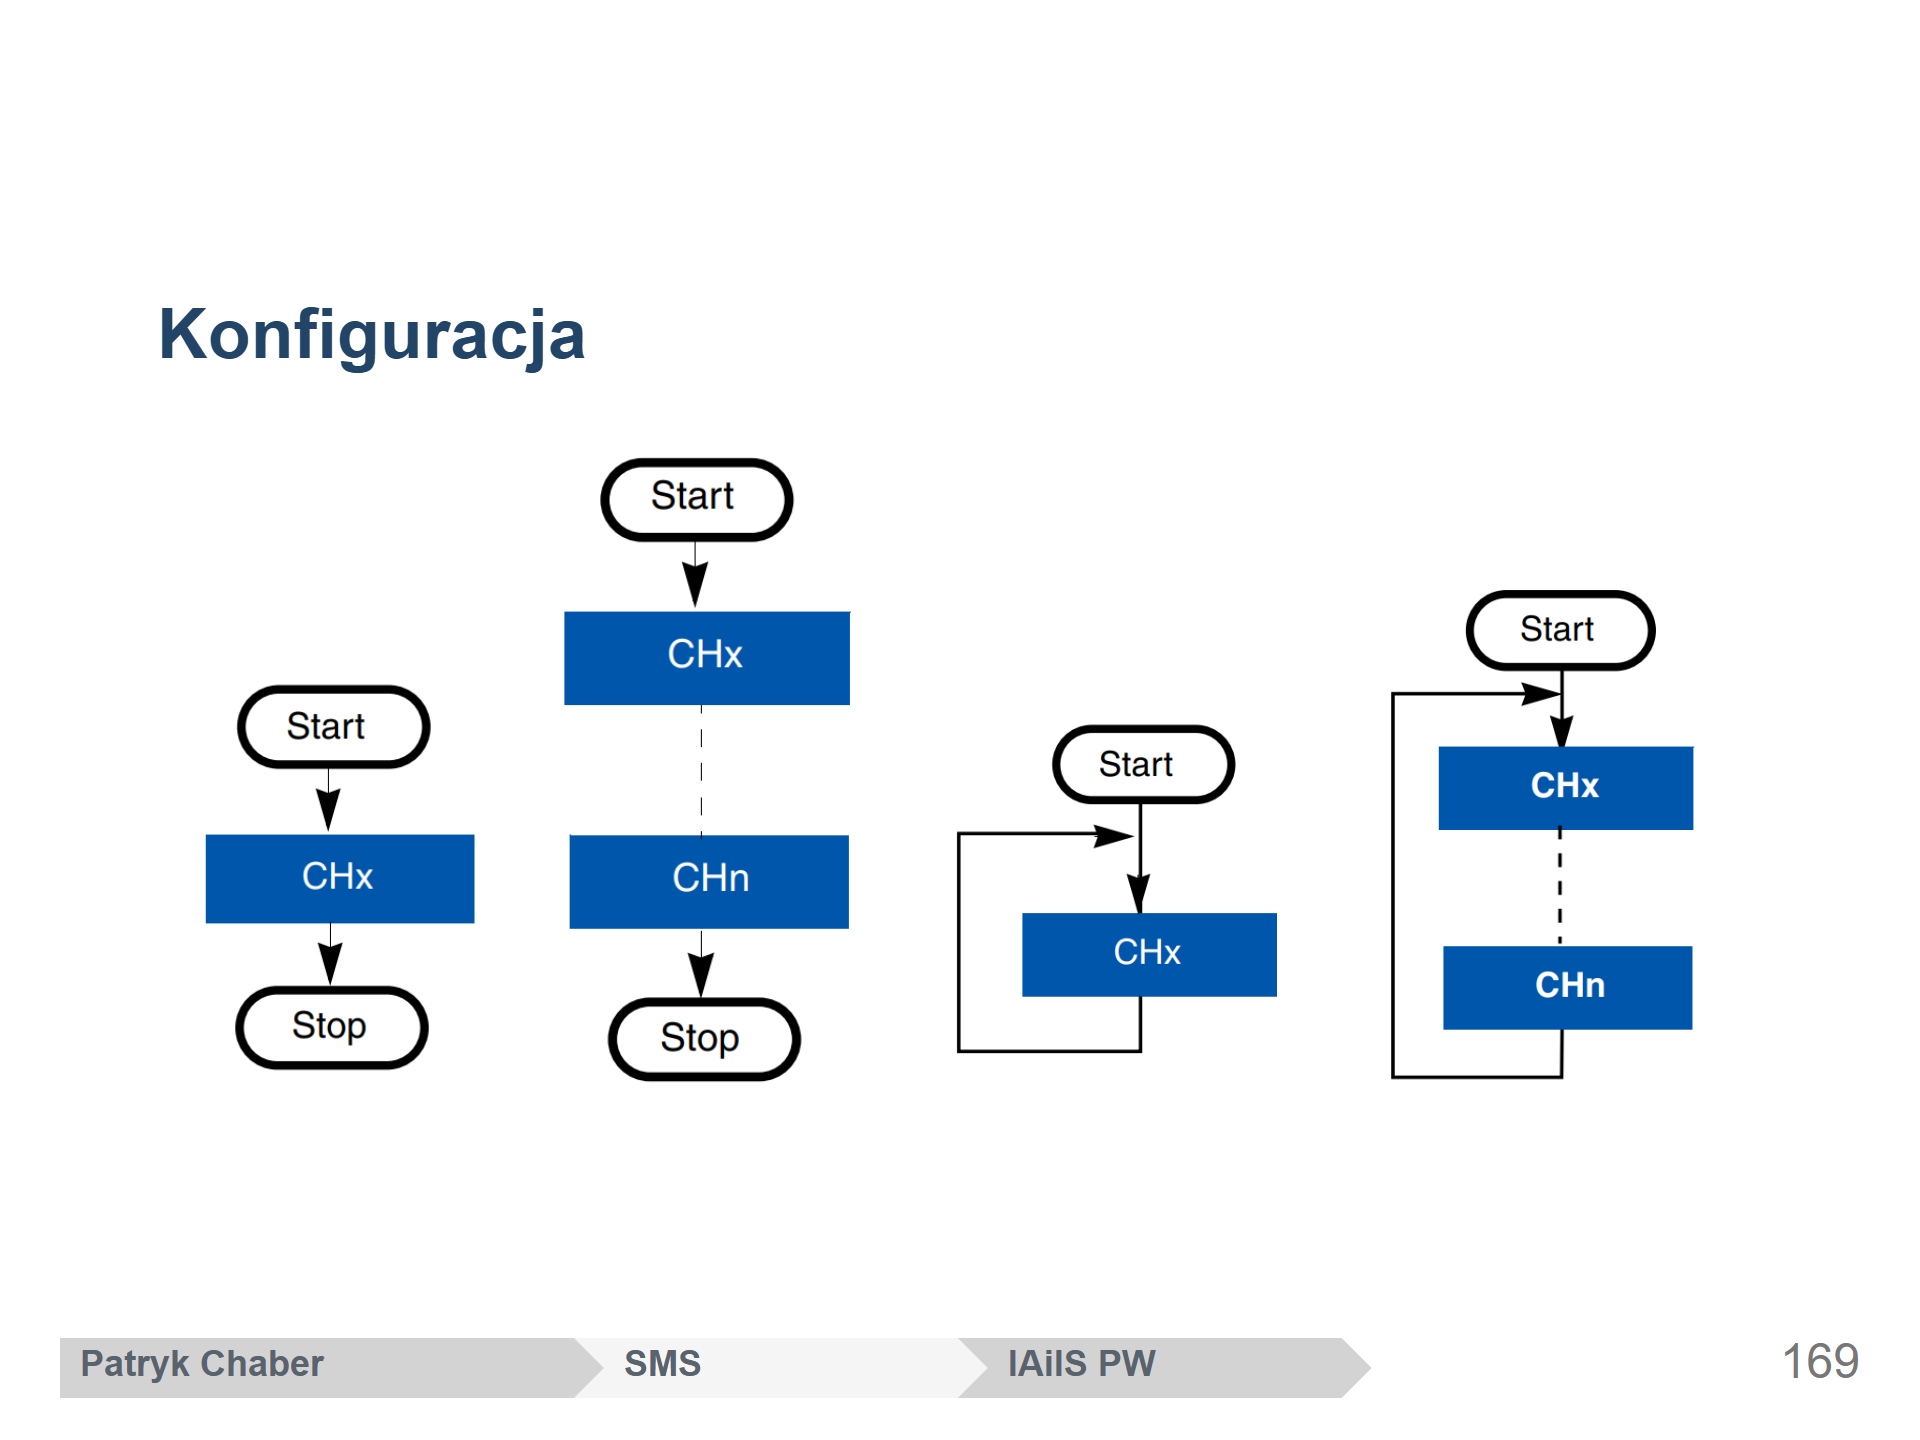 Konfiguracja
Start
CHx
Stop
Start
CHx
CHn
Stop
Start
CHx
Start
CHx
CHn
Patryk Chaber
SMS
IAiIS PW
169